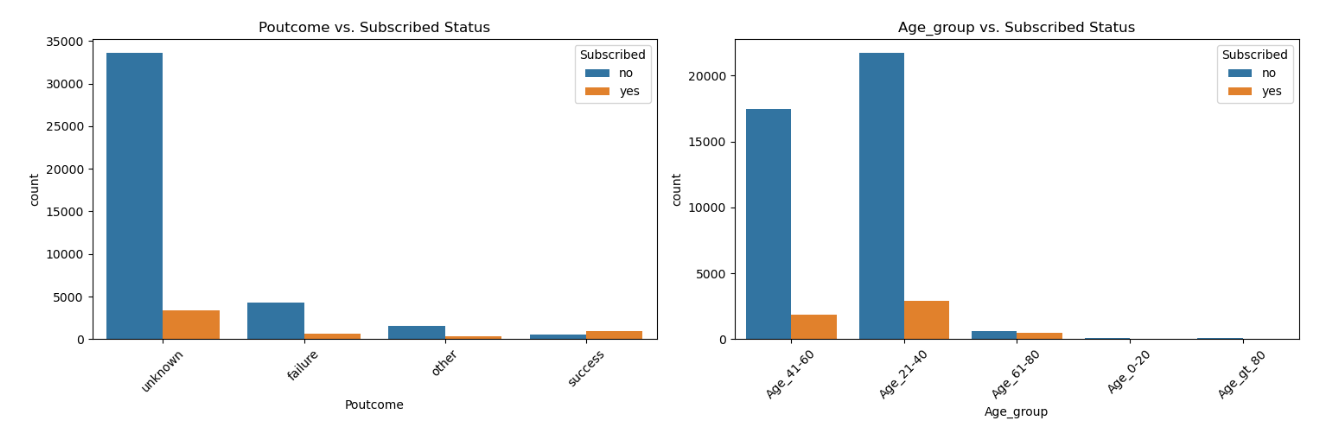 Poutcome vs. Subscribed Status
35000
30000
25000
20000
15000
10000
5000
0
count
Subscribed
no
yes
unknown
failure
other
success
Poutcome
Age_group vs. Subscribed Status
20000
15000
10000
5000
0
count
Subscribed
no
yes
Age_41-60
Age_21-40
Age_61-80
Age_0-20
Age_gt_80
Age_group